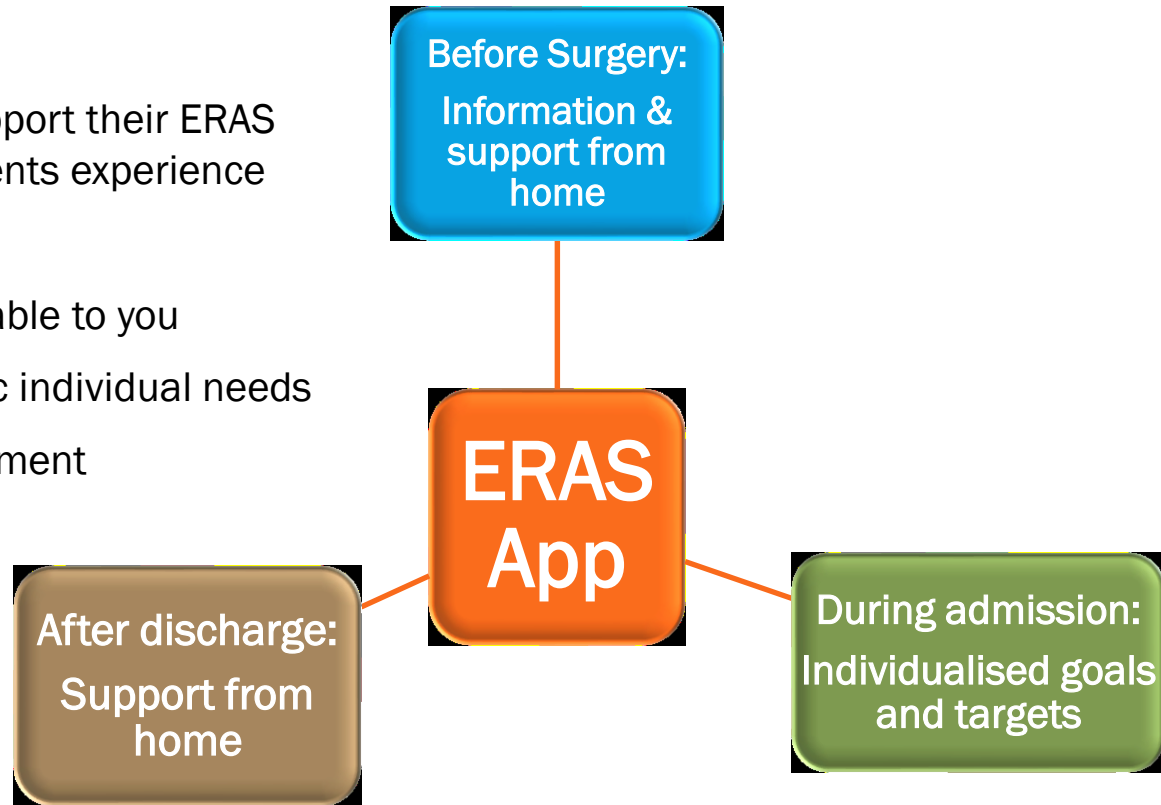 Before Surgery:
Information &
support from
home
port their ERAS
ents experience
able to you
c individual needs
ment
ERAS
App
After discharge:
Support from
home
During admission:
Individualised goals
and targets